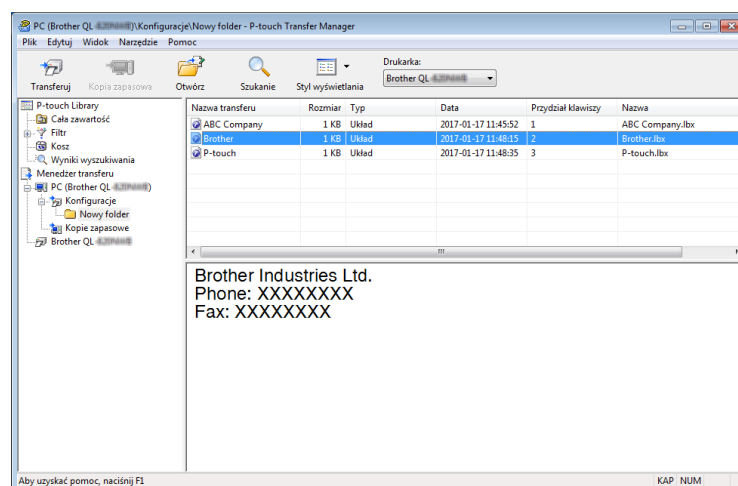 PC (Brother QL )\Konfiguracje\Nowy folder - P-touch Transfer Manager
Plik Edytuj Widok Narzędzie Pomoc
Transferuj Kopia zapasowa Otwórz Szukanie Styl wyświetlania
Drukarka:
Brother QL
P-touch Library
Cała zawartość
Filtr
Kosz
Wyniki wyszukiwania
Menedżer transferu
PC (Brother QL )
Konfiguracje
Nowy folder
Kopie zapasowe
Brother QL
Nazwa transferu Rozmiar Typ Data Przydział klawiszy Nazwa
ABC Company 1 KB Układ 2017-01-17 11:45:52 1 ABC Company.lbx
Brother 1 KB Układ 2017-01-17 11:48:15 2 Brother.lbx
P-touch 1 KB Układ 2017-01-17 11:48:35 3 P-touch.lbx
Brother Industries Ltd.
Phone: XXXXXXXX
Fax: XXXXXXXX
Aby uzyskać pomoc, naciśnij F1
KAP NUM